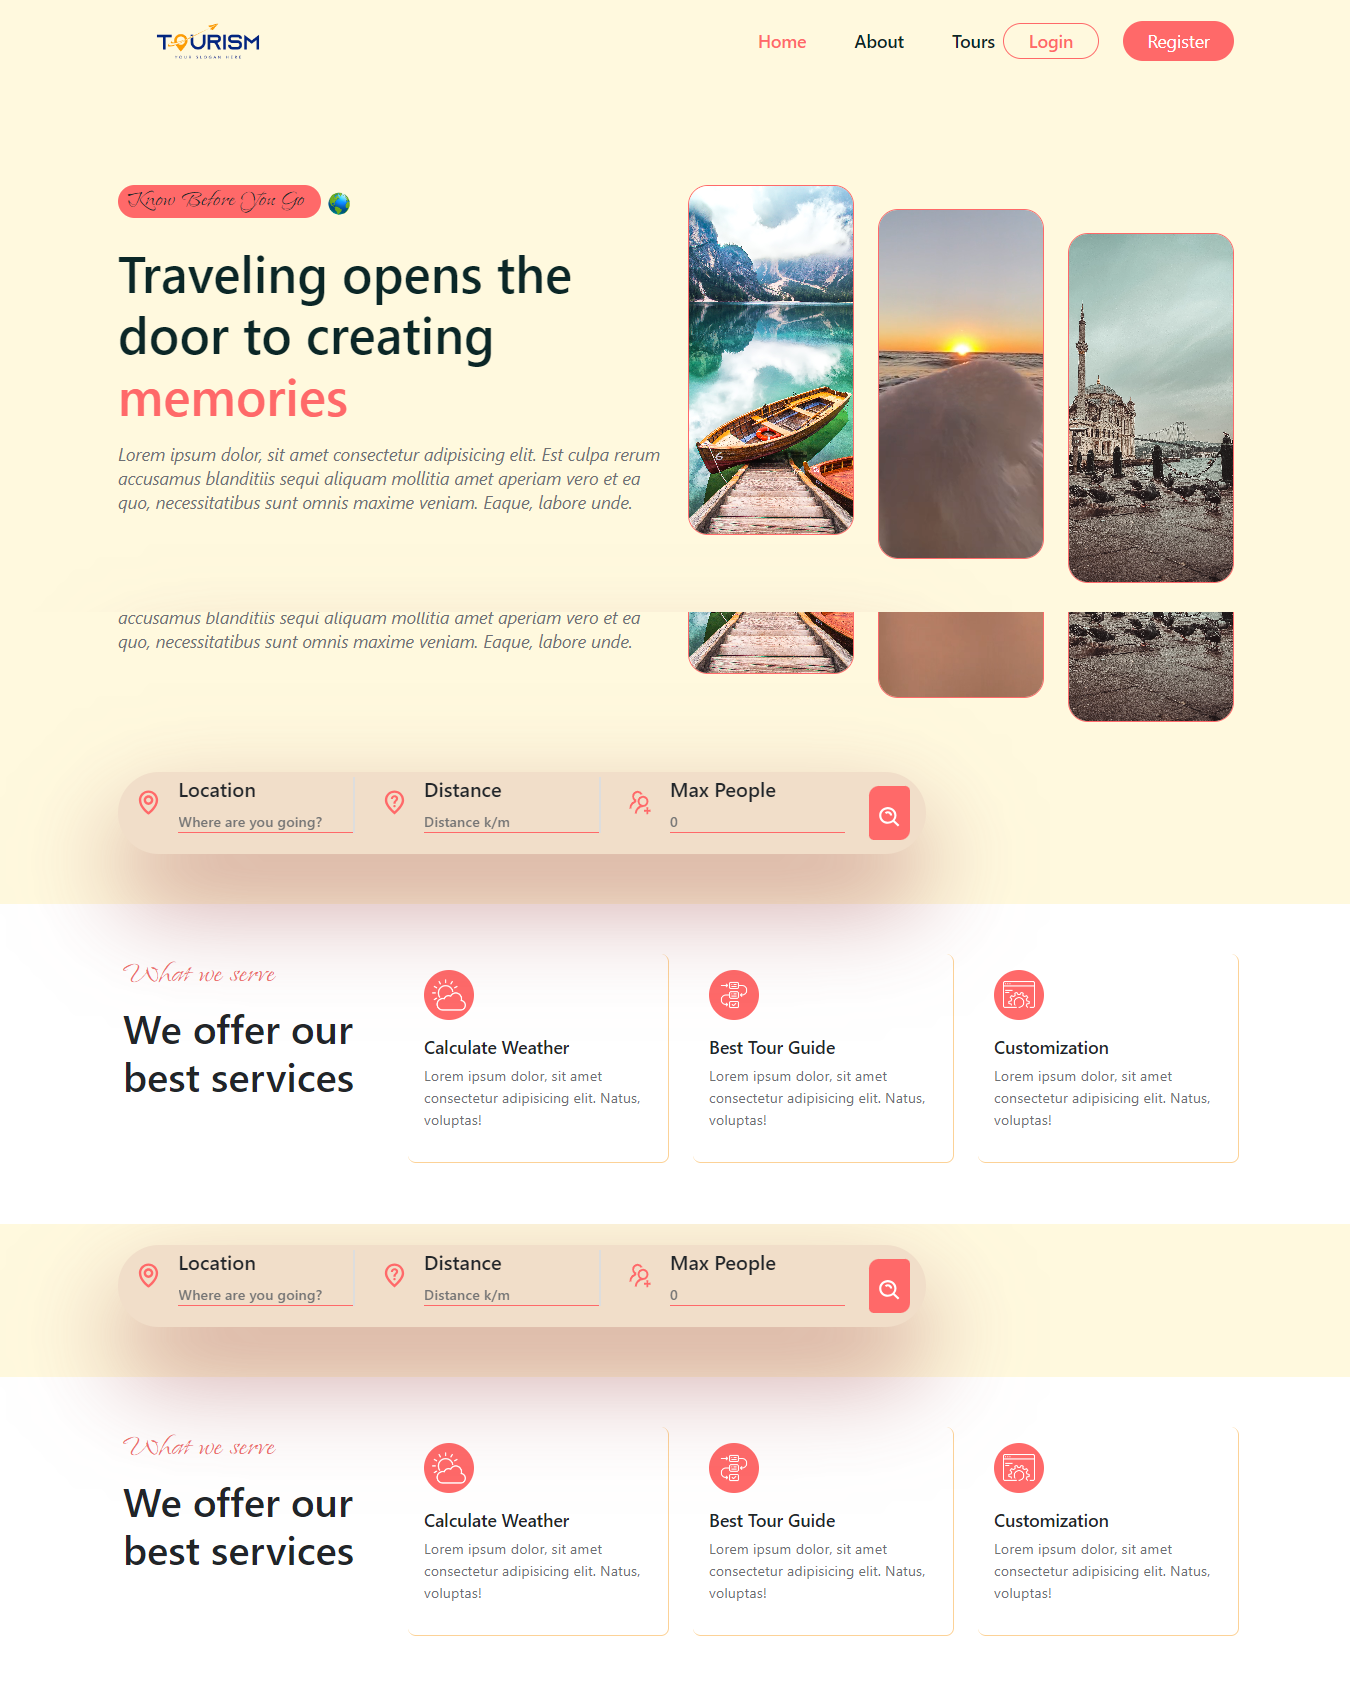 TOURISM
YOUR SLOGAN HERE
Home About Tours Login Register
Know Before You Go
Traveling opens the
door to creating
memories
Lorem ipsum dolor, sit amet consectetur adipisicing elit. Est culpa rerum
accusamus blanditiis sequi aliquam mollitia amet aperiam vero et ea
quo, necessitatibus sunt omnis maxime veniam. Eaque, labore unde.
accusamus blanditiis sequi aliquam mollitia amet aperiam vero et ea
quo, necessitatibus sunt omnis maxime veniam. Eaque, labore unde.
Location
Where are you going?
Distance
Distance k/m
Max People
0
What we serve
We offer our
best services
Calculate Weather
Lorem ipsum dolor, sit amet
consectetur adipisicing elit. Natus,
voluptas!
Best Tour Guide
Lorem ipsum dolor, sit amet
consectetur adipisicing elit. Natus,
voluptas!
Customization
Lorem ipsum dolor, sit amet
consectetur adipisicing elit. Natus,
voluptas!
Location
Where are you going?
Distance
Distance k/m
Max People
0
What we serve
We offer our
best services
Calculate Weather
Lorem ipsum dolor, sit amet
consectetur adipisicing elit. Natus,
voluptas!
Best Tour Guide
Lorem ipsum dolor, sit amet
consectetur adipisicing elit. Natus,
voluptas!
Customization
Lorem ipsum dolor, sit amet
consectetur adipisicing elit. Natus,
voluptas!